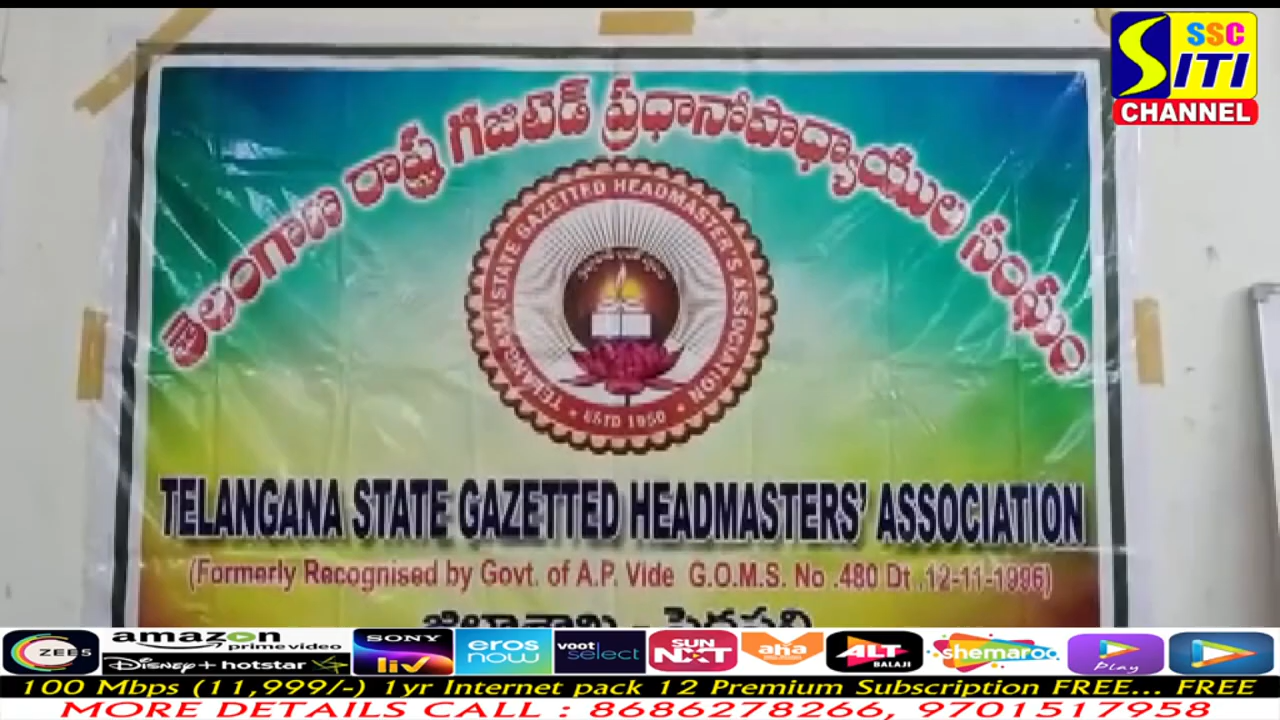 SSC
SITI
CHANNEL
తెలంగాణ రాష్ట్ర గజిటెడ్ ప్రధానోపాధ్యాయుల సంఘం
TELANGANA STATE GAZETTED HEADMASTER'S ASSOCIATION
• ESTD 1950 •
TELANGANA STATE GAZETTED HEADMASTERS' ASSOCIATION
(Formerly Recognised by Govt. of A.P. Vide G.O.M.S. No .480 Dt .12-11-1996)
జిల్లాశాఖ - పెద్దపల్లి
ZEE5 amazon prime video Disney+ hotstar SONY liv eros now voot select SUN NXT aha ALT BALAJI shemaroo Play
100 Mbps (11,999/-) 1yr Internet pack 12 Premium Subscription FREE... FREE
MORE DETAILS CALL : 8686278266, 9701517958